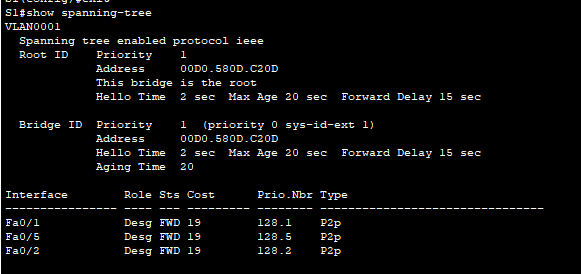 S1(config)#exit
S1#show spanning-tree
VLAN0001
  Spanning tree enabled protocol ieee
  Root ID    Priority    1
             Address     00D0.580D.C20D
             This bridge is the root
             Hello Time  2 sec  Max Age 20 sec  Forward Delay 15 sec

  Bridge ID  Priority    1  (priority 0 sys-id-ext 1)
             Address     00D0.580D.C20D
             Hello Time  2 sec  Max Age 20 sec  Forward Delay 15 sec
             Aging Time  20

Interface        Role Sts Cost      Prio.Nbr Type
---------------- ---- --- --------- -------- --------------------------------
Fa0/1            Desg FWD 19        128.1    P2p
Fa0/5            Desg FWD 19        128.5    P2p
Fa0/2            Desg FWD 19        128.2    P2p